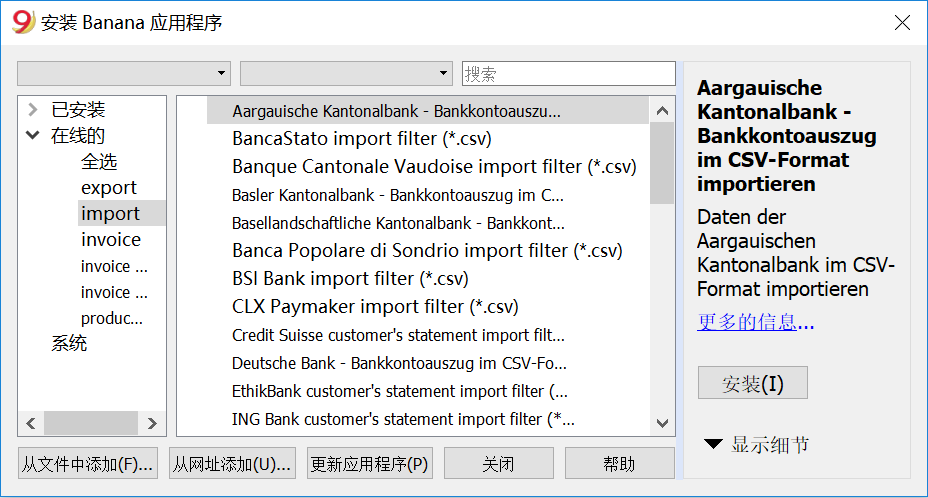 安装 Banana 应用程序
搜索
已安装
在线的
全选
export
import
invoice
invoice ...
invoice ...
produc...
系统
Aargauische Kantonalbank - Bankkontoauszu...
BancaStato import filter (*.csv)
Banque Cantonale Vaudoise import filter (*.csv)
Basler Kantonalbank - Bankkontoauszug im C...
Basellandschaftliche Kantonalbank - Bankkont...
Banca Popolare di Sondrio import filter (*.csv)
BSI Bank import filter (*.csv)
CLX Paymaker import filter (*.csv)
Credit Suisse customer's statement import filt...
Deutsche Bank - Bankkontoauszug im CSV-Fo...
EthikBank customer's statement import filter (...
ING Bank customer's statement import filter (*...
Aargauische
Kantonalbank -
Bankkontoauszug
im CSV-Format
importieren
Daten der
Aargauischen
Kantonalbank im CSV-
Format importieren
更多的信息...
安装(I)
显示细节
从文件中添加(F)...
从网址添加(U)...
更新应用程序(P)
关闭
帮助